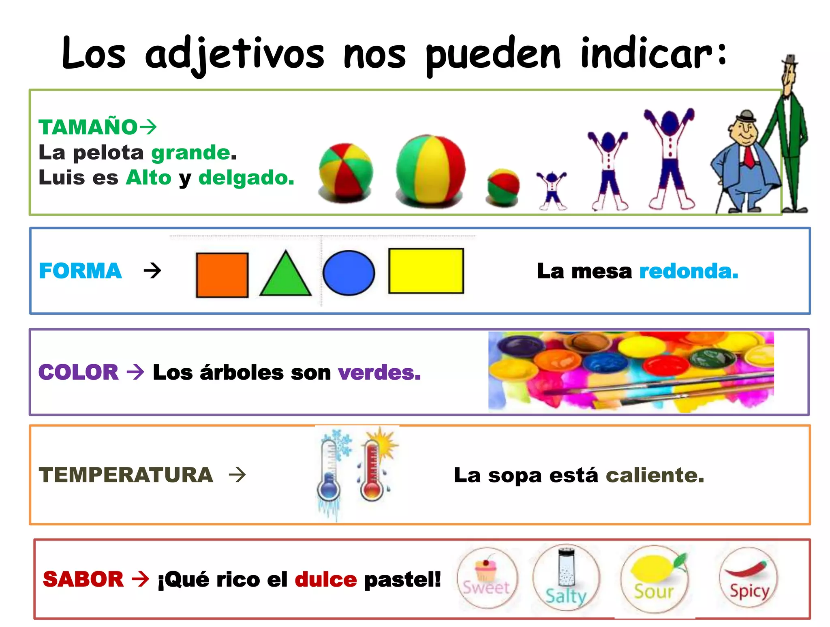 Los adjetivos nos pueden indicar:
TAMAÑO→
La pelota grande.
Luis es Alto y delgado.
FORMA →
La mesa redonda.
COLOR → Los árboles son verdes.
TEMPERATURA →
La sopa está caliente.
SABOR → ¡Qué rico el dulce pastel!
Sweet
Salty
Sour
Spicy